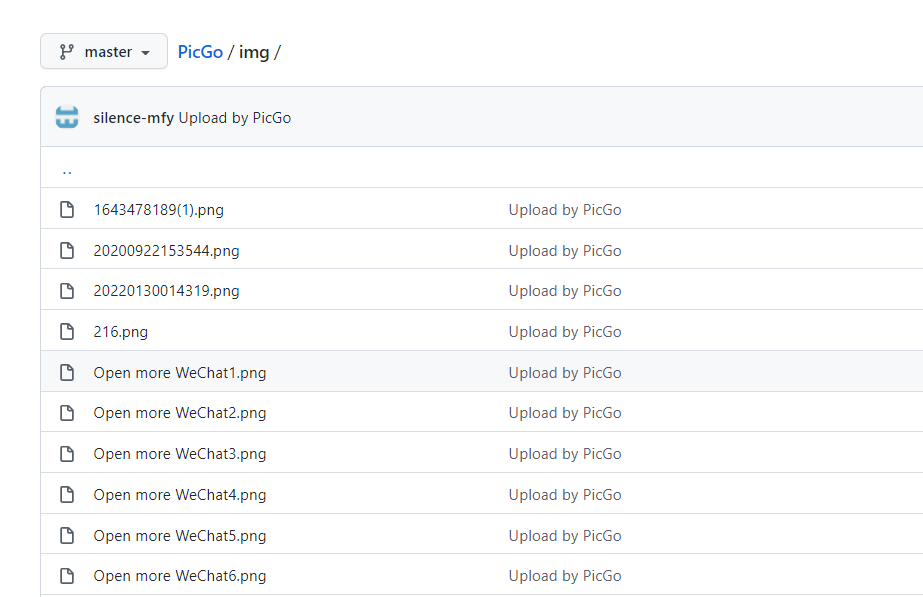 master PicGo / img /
silence-mfy Upload by PicGo
..
1643478189(1).png Upload by PicGo
20200922153544.png Upload by PicGo
20220130014319.png Upload by PicGo
216.png Upload by PicGo
Open more WeChat1.png Upload by PicGo
Open more WeChat2.png Upload by PicGo
Open more WeChat3.png Upload by PicGo
Open more WeChat4.png Upload by PicGo
Open more WeChat5.png Upload by PicGo
Open more WeChat6.png Upload by PicGo